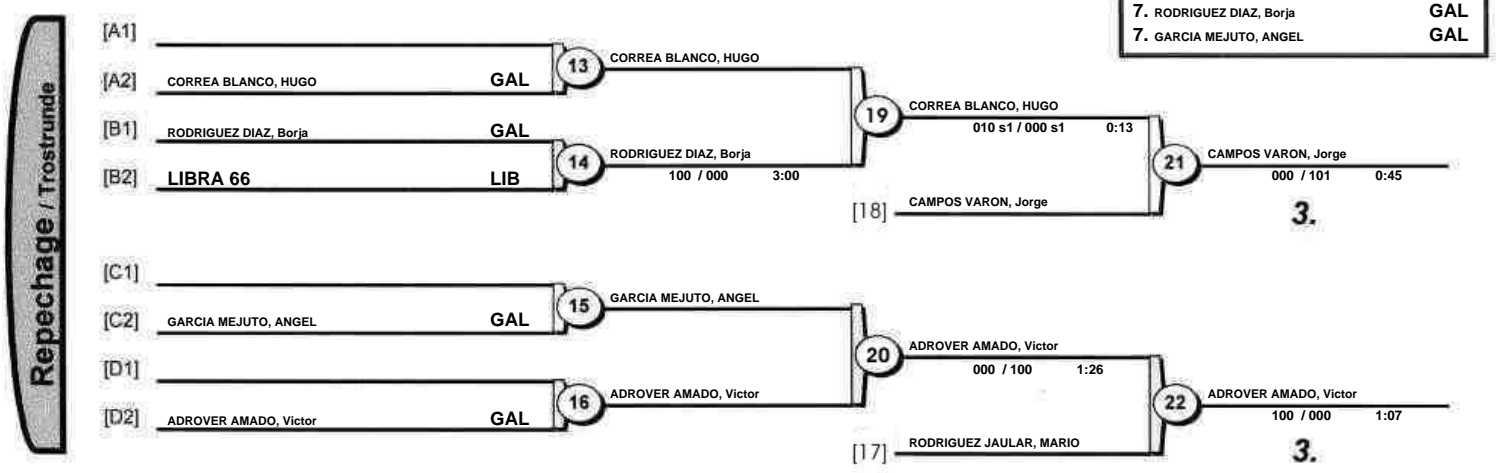 7. RODRIGUEZ DIAZ, Borja GAL
7. GARCIA MEJUTO, ANGEL GAL
Repechage / Trostrunde
[A1]
[A2] CORREA BLANCO, HUGO GAL
13 CORREA BLANCO, HUGO
[B1] RODRIGUEZ DIAZ, Borja GAL
14 RODRIGUEZ DIAZ, Borja
100 / 000 3:00
[B2] LIBRA 66 LIB
19 CORREA BLANCO, HUGO
010 s1 / 000 s1 0:13
[18] CAMPOS VARON, Jorge
21 CAMPOS VARON, Jorge
000 / 101 0:45
3.
[C1]
[C2] GARCIA MEJUTO, ANGEL GAL
15 GARCIA MEJUTO, ANGEL
[D1]
[D2] ADROVER AMADO, Victor GAL
16 ADROVER AMADO, Victor
20 ADROVER AMADO, Victor
000 / 100 1:26
[17] RODRIGUEZ JAULAR, MARIO
22 ADROVER AMADO, Victor
100 / 000 1:07
3.